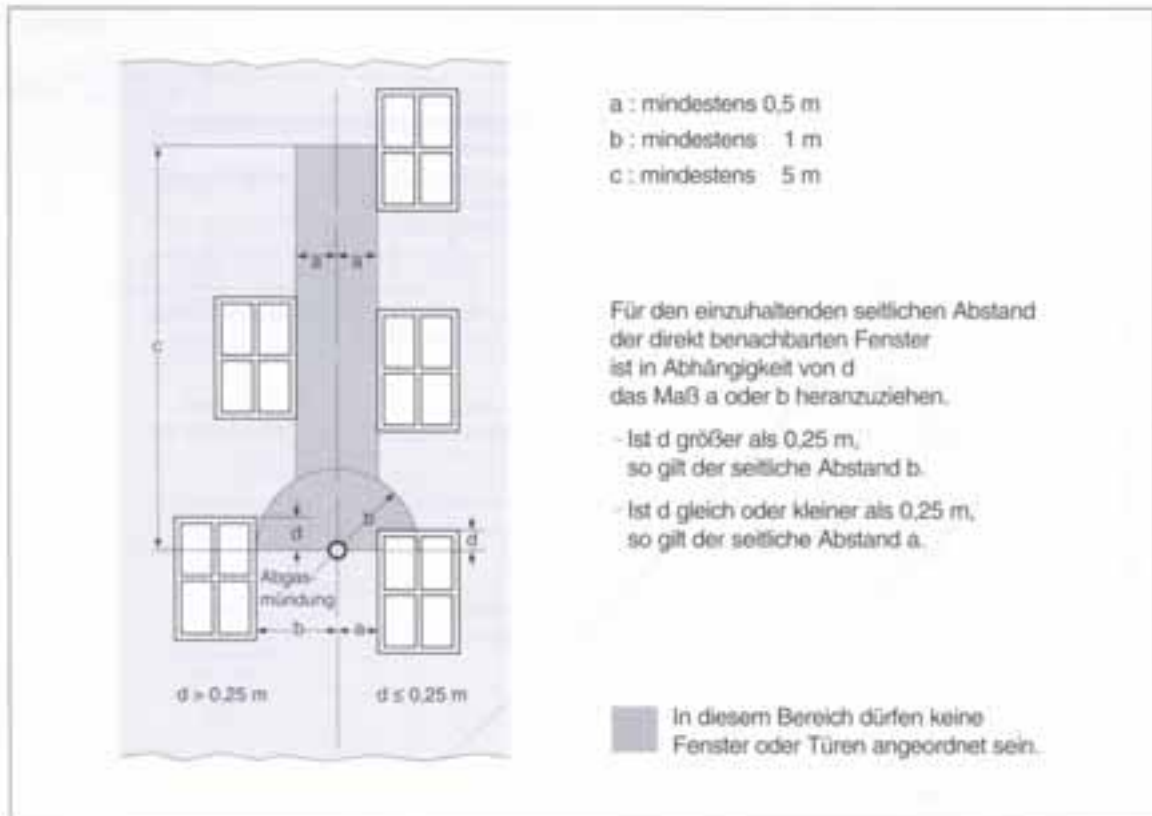 a : mindestens 0,5 m
b : mindestens 1 m
c : mindestens 5 m
a a
c
Für den einzuhaltenden seitlichen Abstand
der direkt benachbarten Fenster
ist in Abhängigkeit von d
das Maß a oder b heranzuziehen.
- Ist d größer als 0,25 m,
so gilt der seitliche Abstand b.
- Ist d gleich oder kleiner als 0,25 m,
so gilt der seitliche Abstand a.
b
d d
Abgas-
mündung
b a
d > 0,25 m d ≤ 0,25 m
In diesem Bereich dürfen keine
Fenster oder Türen angeordnet sein.